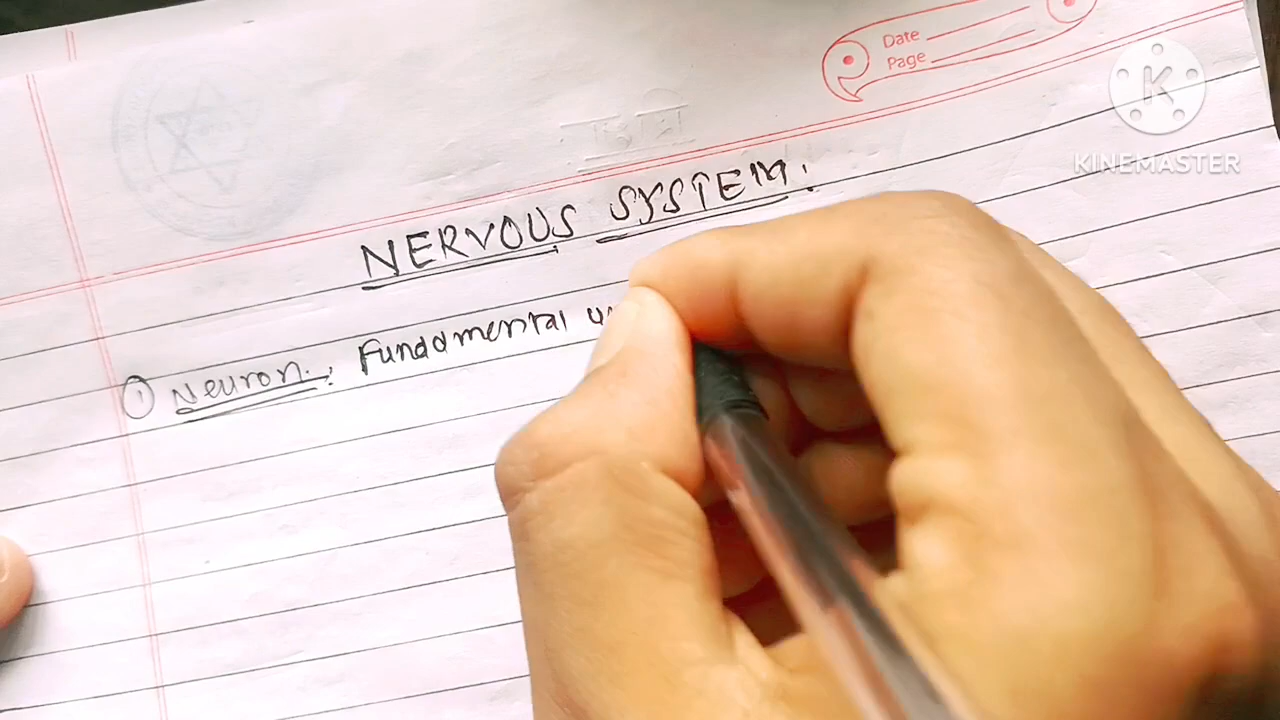 Date
Page
K
KINEMASTER
NERVOUS SYSTEM:
① Neuron: Fundamental